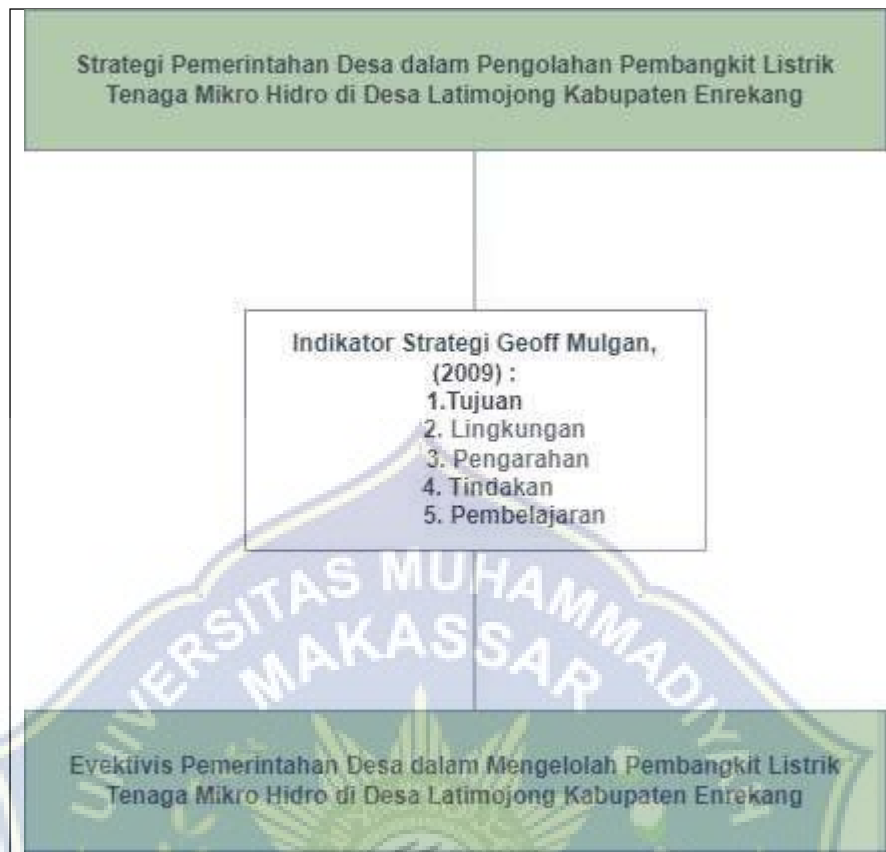 Strategi Pemerintahan Desa dalam Pengolahan Pembangkit Listrik
Tenaga Mikro Hidro di Desa Latimojong Kabupaten Enrekang
Indikator Strategi Geoff Mulgan,
(2009) :
1.Tujuan
2. Lingkungan
3. Pengarahan
4. Tindakan
5. Pembelajaran
UNIVERSITAS MUHAMMADIYA
MAKASSAR
Evektivis Pemerintahan Desa dalam Mengelolah Pembangkit Listrik
Tenaga Mikro Hidro di Desa Latimojong Kabupaten Enrekang